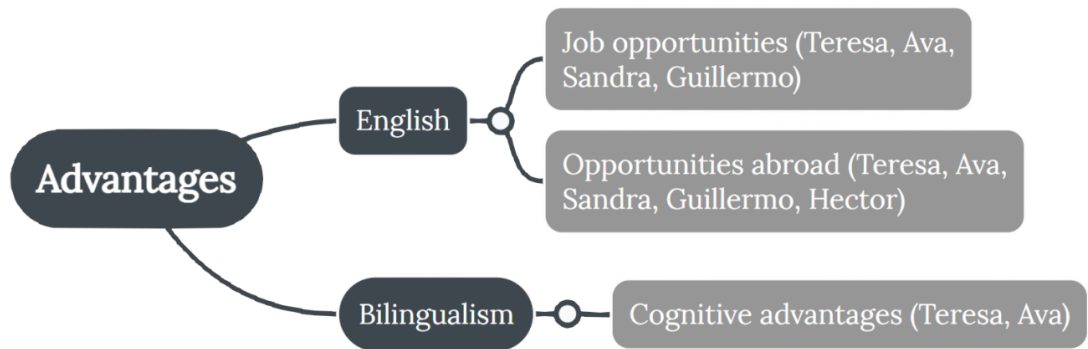 Advantages
English
Job opportunities (Teresa, Ava,
Sandra, Guillermo)
Opportunities abroad (Teresa, Ava,
Sandra, Guillermo, Hector)
Bilingualism
Cognitive advantages (Teresa, Ava)